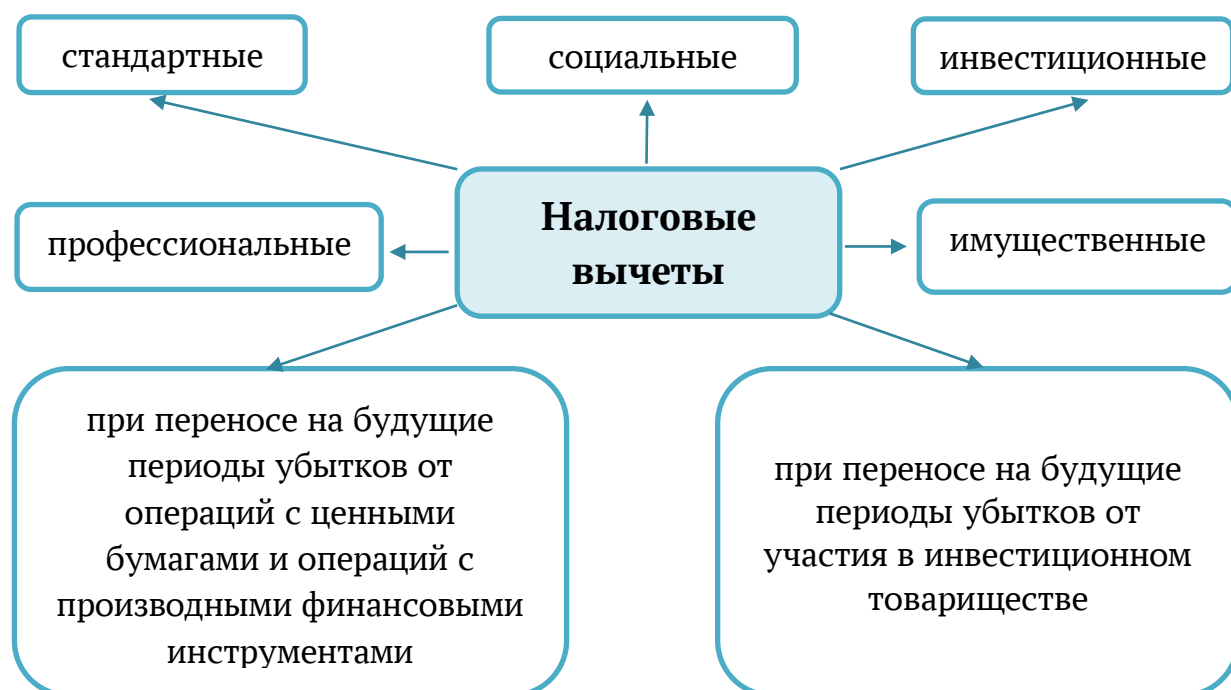 стандартные
социальные
инвестиционные
профессиональные
Налоговые
вычеты
имущественные
при переносе на будущие
периоды убытков от
операций с ценными
бумагами и операций с
производными финансовыми
инструментами
при переносе на будущие
периоды убытков от
участия в инвестиционном
товариществе